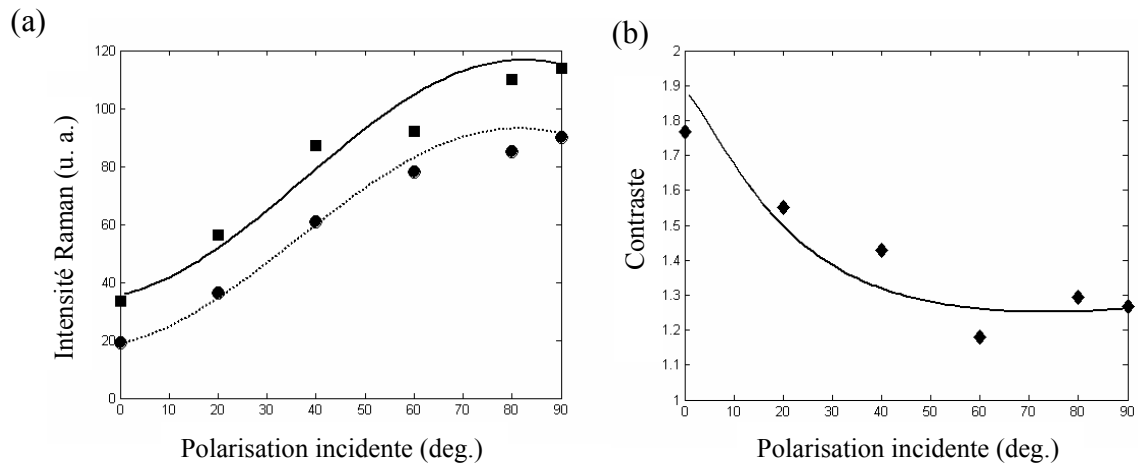 (a)
120
100
80
60
40
20
0
0 10 20 30 40 50 60 70 80 90
Intensité Raman (u. a.)
Polarisation incidente (deg.)
(b)
2
1.9
1.8
1.7
1.6
1.5
1.4
1.3
1.2
1.1
1
0 10 20 30 40 50 60 70 80 90
Contraste
Polarisation incidente (deg.)